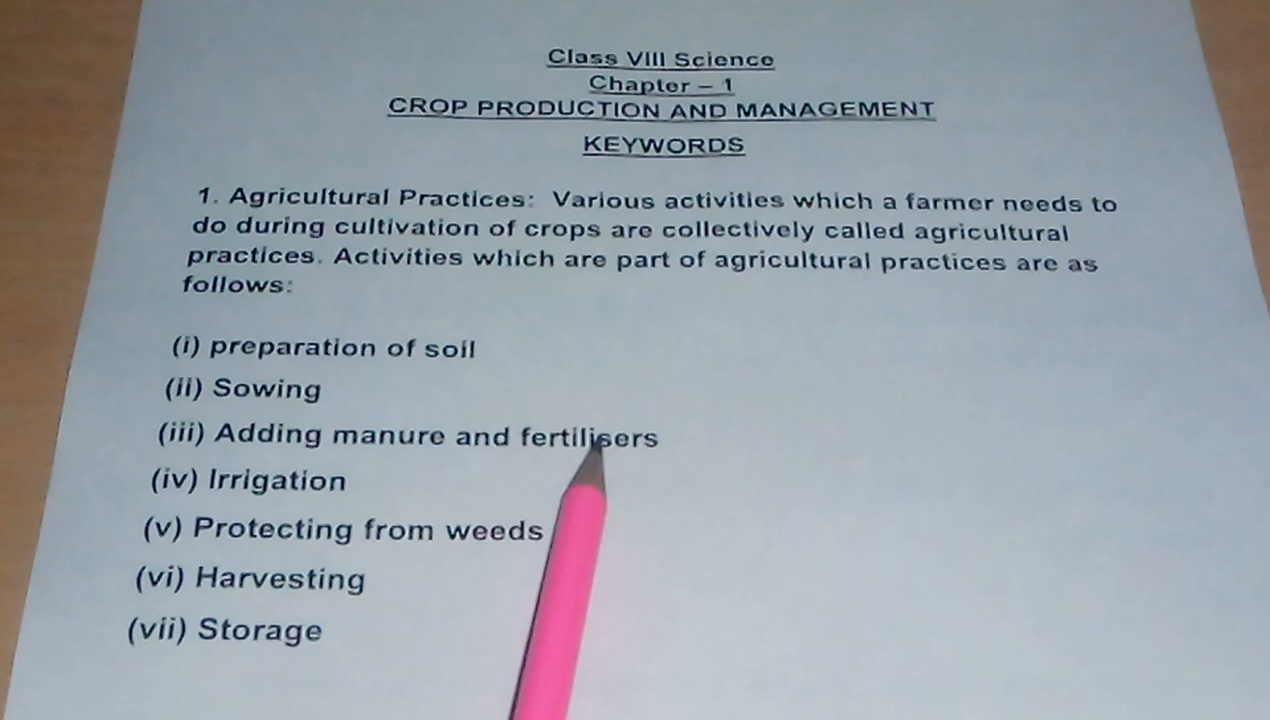 Class VIII Science
Chapter – 1
CROP PRODUCTION AND MANAGEMENT
KEYWORDS
1. Agricultural Practices: Various activities which a farmer needs to
do during cultivation of crops are collectively called agricultural
practices. Activities which are part of agricultural practices are as
follows:
(i) preparation of soil
(ii) Sowing
(iii) Adding manure and fertilisers
(iv) Irrigation
(v) Protecting from weeds
(vi) Harvesting
(vii) Storage